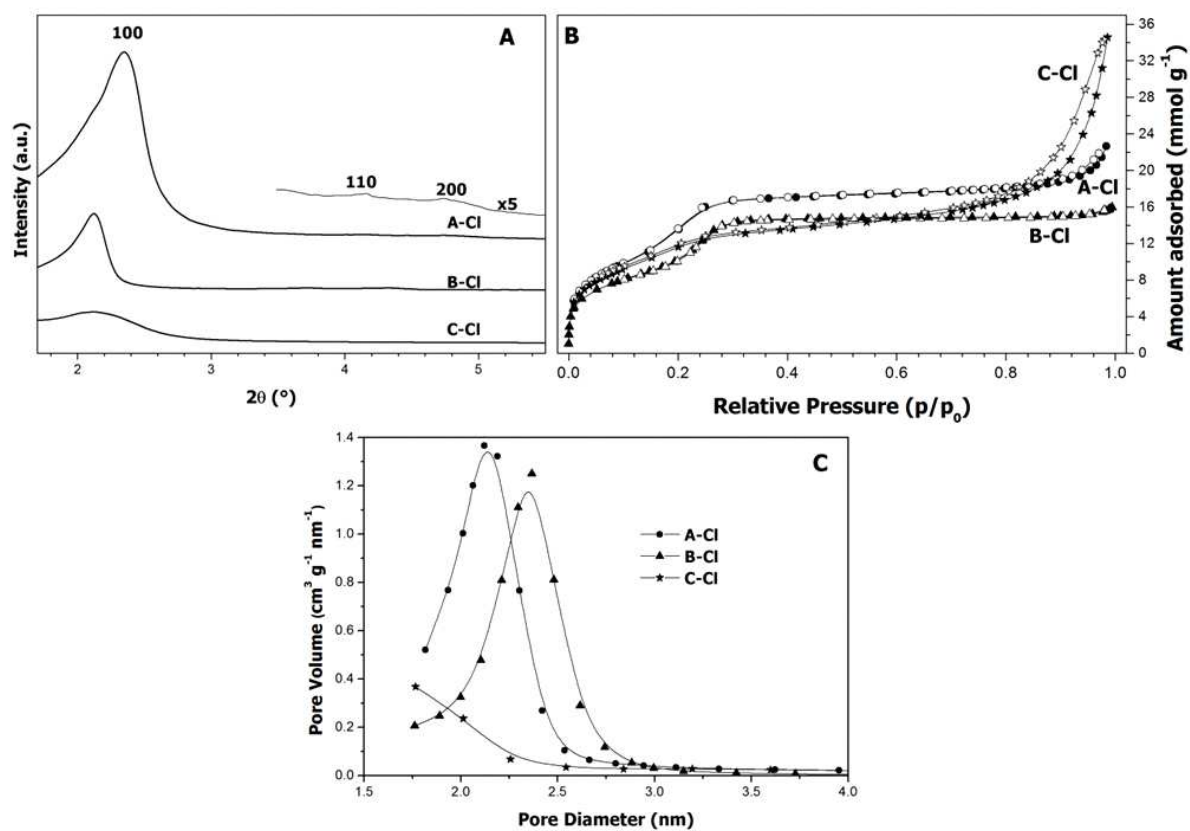 A
100
110
200
x5
A-Cl
B-Cl
C-Cl
Intensity (a.u.)
2 3 4 5
2θ (°)
B
C-Cl
A-Cl
B-Cl
36
32
28
24
20
16
12
8
4
0
Amount adsorbed (mmol g⁻¹)
0.0 0.2 0.4 0.6 0.8 1.0
Relative Pressure (p/p₀)
C
1.4
1.2
1.0
0.8
0.6
0.4
0.2
0.0
Pore Volume (cm³ g⁻¹ nm⁻¹)
A-Cl
B-Cl
C-Cl
1.5 2.0 2.5 3.0 3.5 4.0
Pore Diameter (nm)